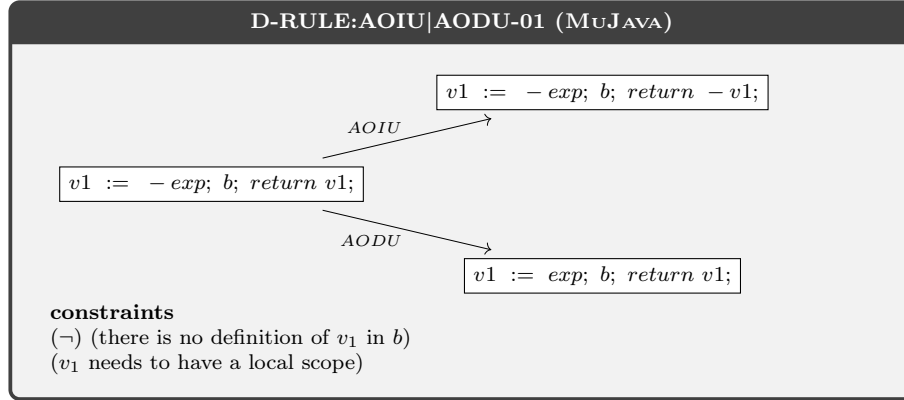 D-RULE:AOIU|AODU-01 (MUJAVA)
v1 := − exp; b; return − v1;
AOIU
v1 := − exp; b; return v1;
AODU
v1 := exp; b; return v1;
constraints
(¬) (there is no definition of v₁ in b)
(v₁ needs to have a local scope)